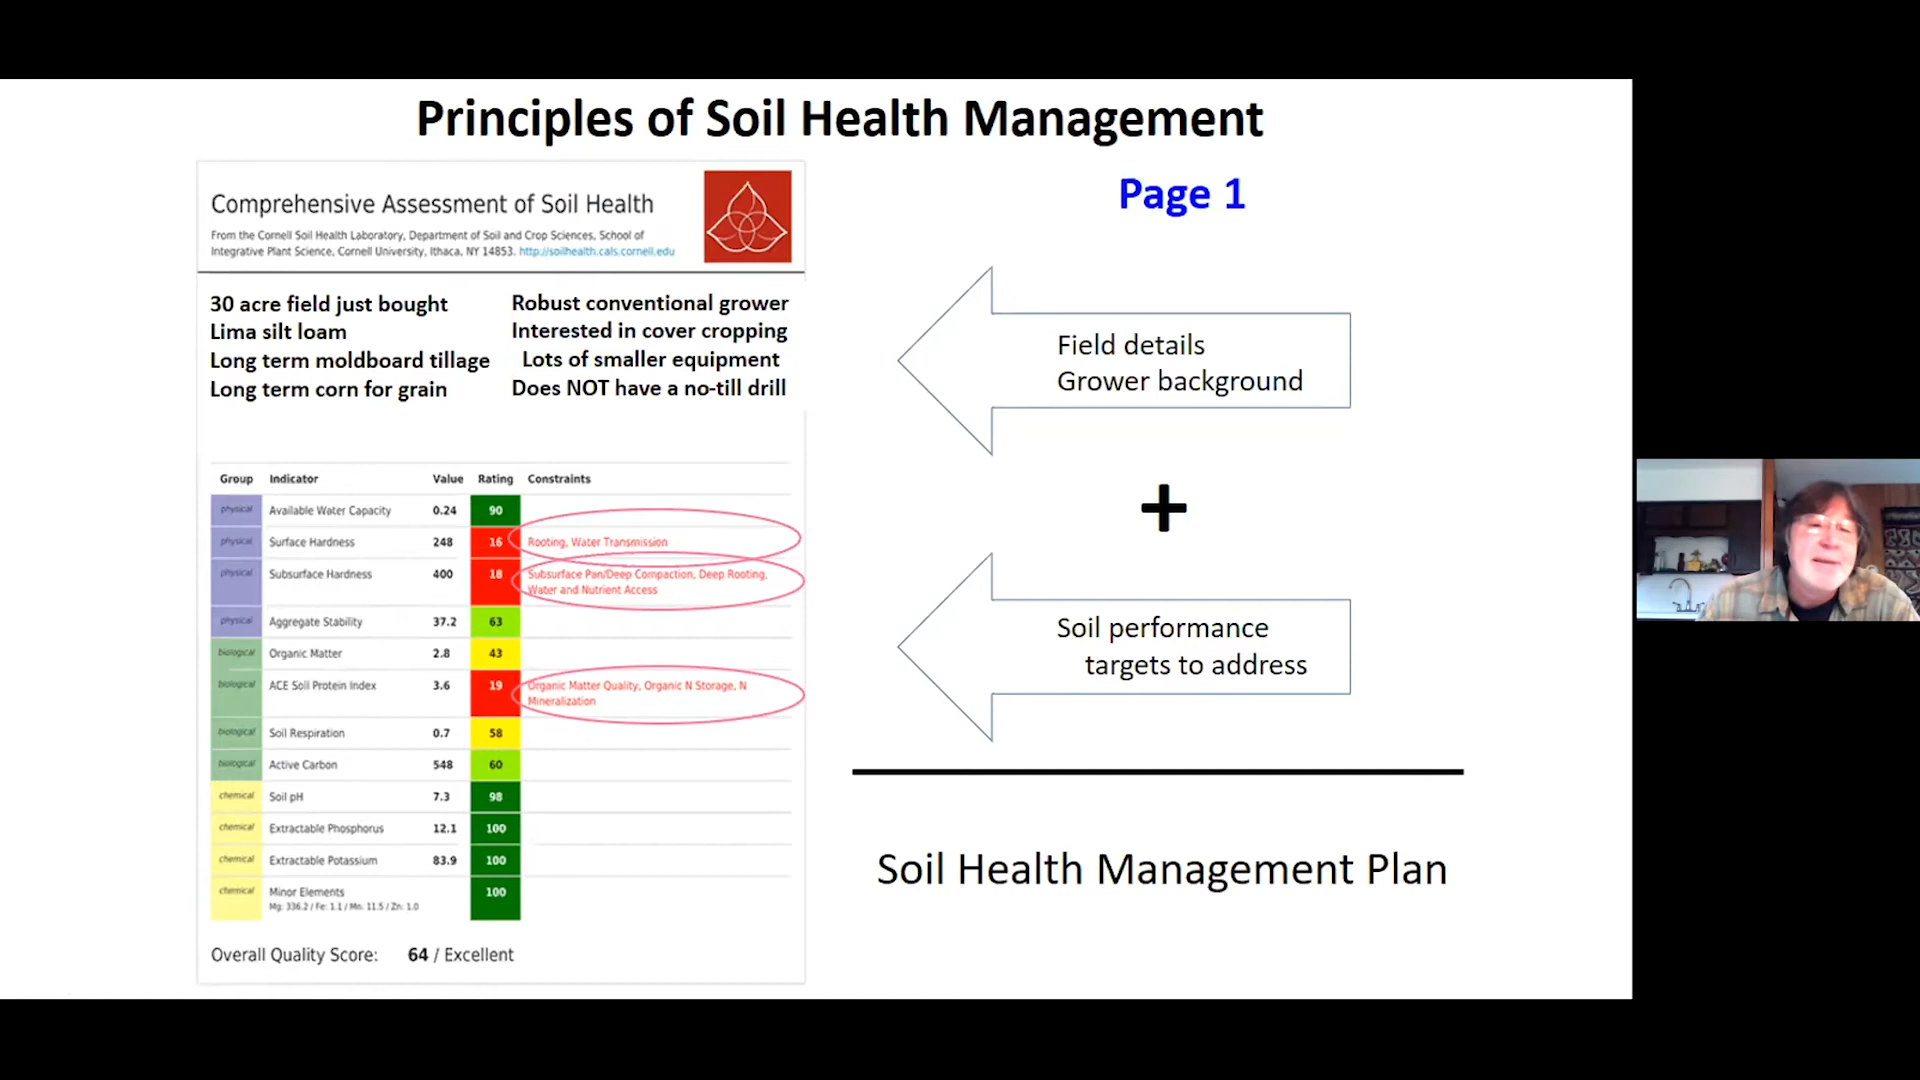 Principles of Soil Health Management
Page 1
Comprehensive Assessment of Soil Health
From the Cornell Soil Health Laboratory, Department of Soil and Crop Sciences, School of
Integrative Plant Science, Cornell University, Ithaca, NY 14853. http://soilhealth.cals.cornell.edu
30 acre field just bought
Lima silt loam
Long term moldboard tillage
Long term corn for grain
Robust conventional grower
Interested in cover cropping
Lots of smaller equipment
Does NOT have a no-till drill
Group Indicator Value Rating Constraints
physical Available Water Capacity 0.24 90
physical Surface Hardness 248 16 Rooting, Water Transmission
physical Subsurface Hardness 400 18 Subsurface Pan/Deep Compaction, Deep Rooting,
Water and Nutrient Access
physical Aggregate Stability 37.2 63
biological Organic Matter 2.8 43
biological ACE Soil Protein Index 3.6 19 Organic Matter Quality, Organic N Storage, N
Mineralization
biological Soil Respiration 0.7 58
biological Active Carbon 548 60
chemical Soil pH 7.3 98
chemical Extractable Phosphorus 12.1 100
chemical Extractable Potassium 83.9 100
chemical Minor Elements 100
Mg: 336.2 / Fe: 1.1 / Mn: 11.5 / Zn: 1.0
Overall Quality Score: 64 / Excellent
Field details
Grower background
+
Soil performance
targets to address
Soil Health Management Plan